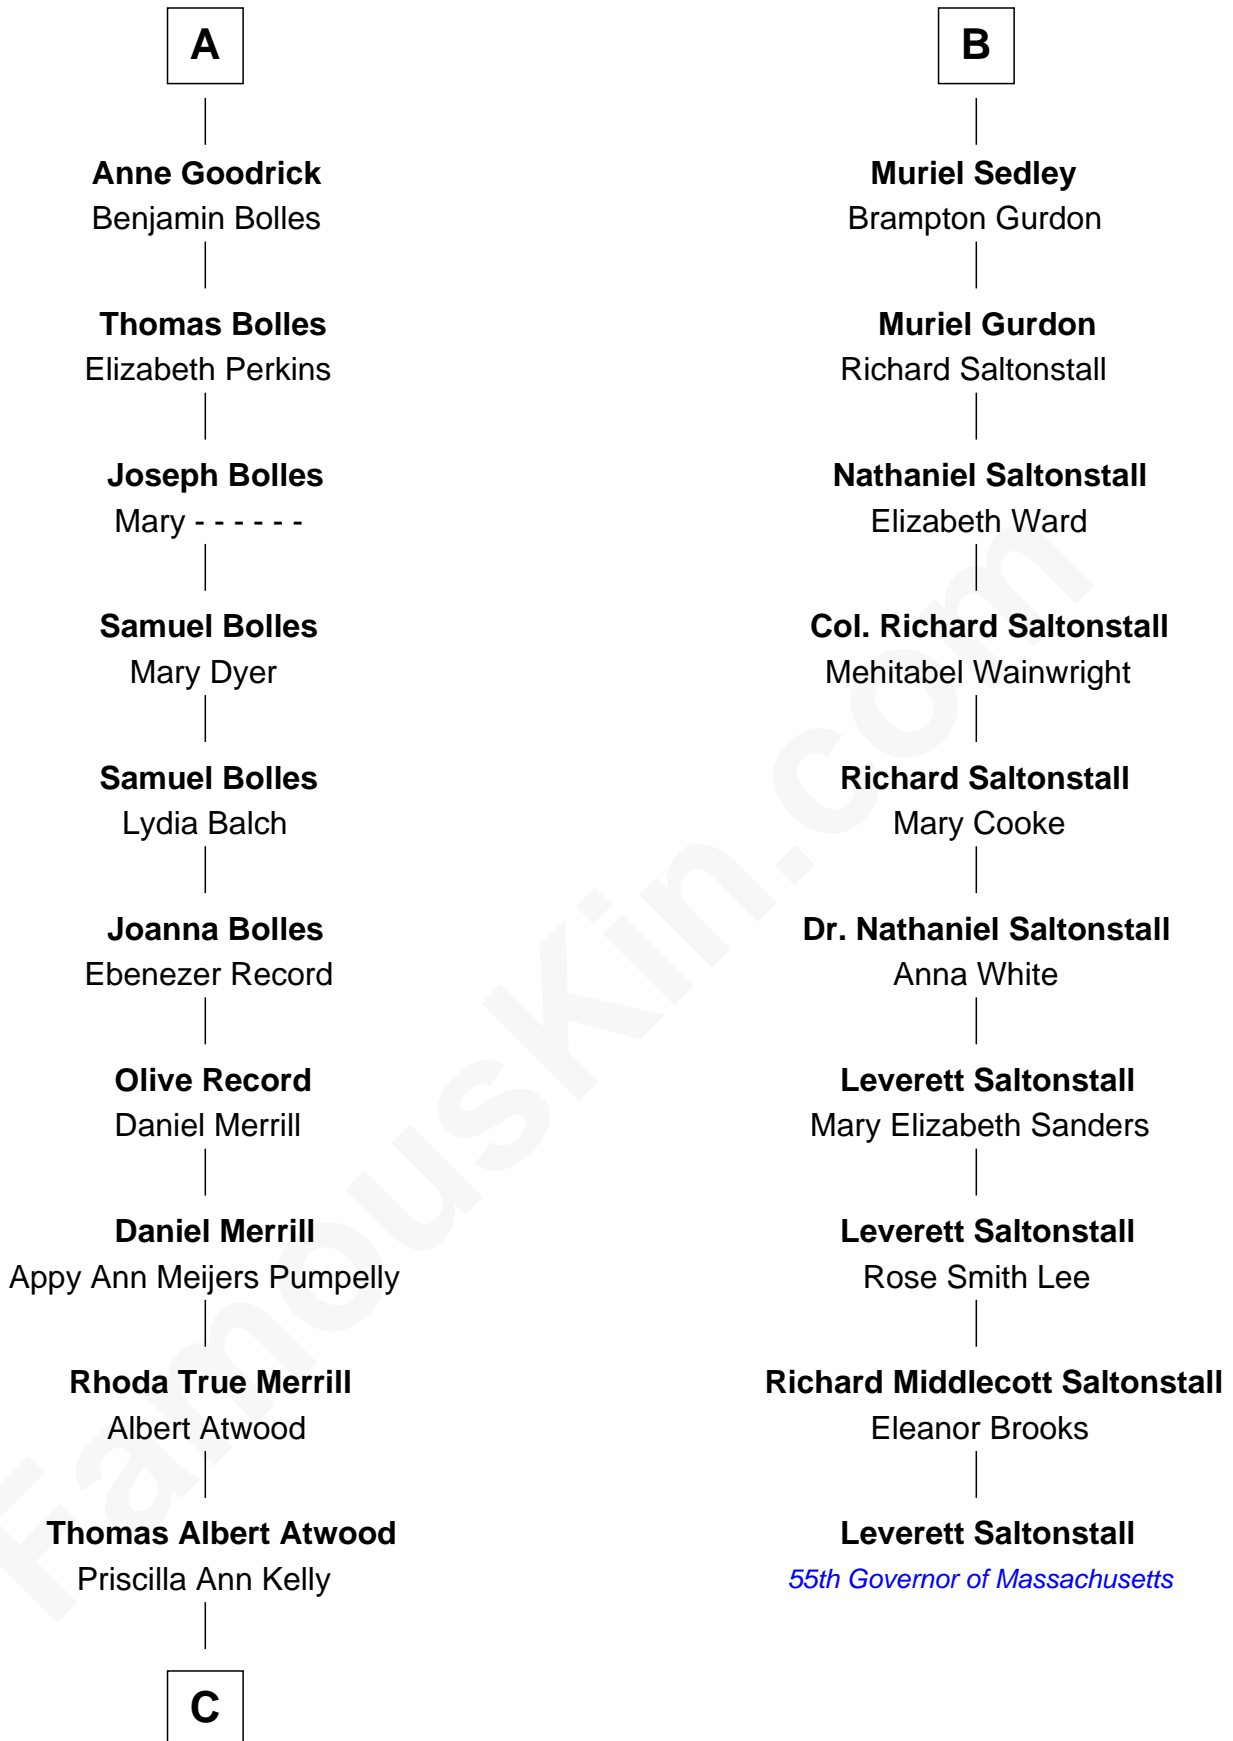 A
Anne Goodrick
Benjamin Bolles
Thomas Bolles
Elizabeth Perkins
Joseph Bolles
Mary - - - - - -
Samuel Bolles
Mary Dyer
Samuel Bolles
Lydia Balch
Joanna Bolles
Ebenezer Record
Olive Record
Daniel Merrill
Daniel Merrill
Appy Ann Meijers Pumpelly
Rhoda True Merrill
Albert Atwood
Thomas Albert Atwood
Priscilla Ann Kelly
C
B
Muriel Sedley
Brampton Gurdon
Muriel Gurdon
Richard Saltonstall
Nathaniel Saltonstall
Elizabeth Ward
Col. Richard Saltonstall
Mehitabel Wainwright
Richard Saltonstall
Mary Cooke
Dr. Nathaniel Saltonstall
Anna White
Leverett Saltonstall
Mary Elizabeth Sanders
Leverett Saltonstall
Rose Smith Lee
Richard Middlecott Saltonstall
Eleanor Brooks
Leverett Saltonstall
55th Governor of Massachusetts
FamousKin.com